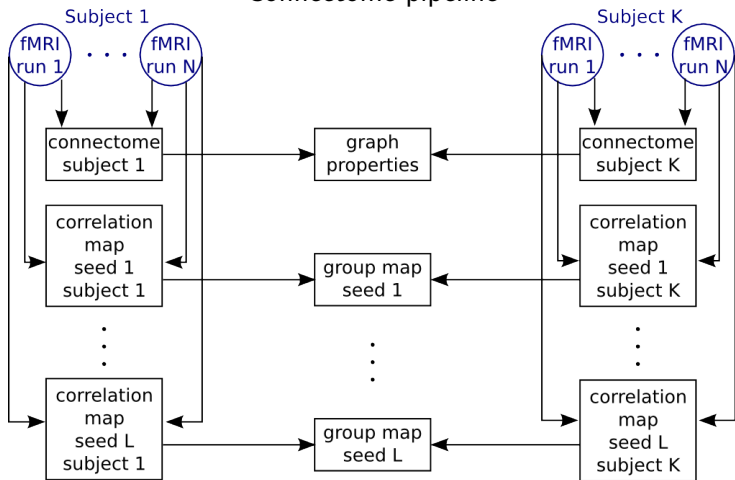 Connectome pipeline
Subject 1
Subject K
fMRI
run 1
. . .
fMRI
run N
fMRI
run 1
. . .
fMRI
run N
connectome
subject 1
graph
properties
connectome
subject K
correlation
map
seed 1
subject 1
group map
seed 1
correlation
map
seed 1
subject K
correlation
map
seed L
subject 1
group map
seed L
correlation
map
seed L
subject K